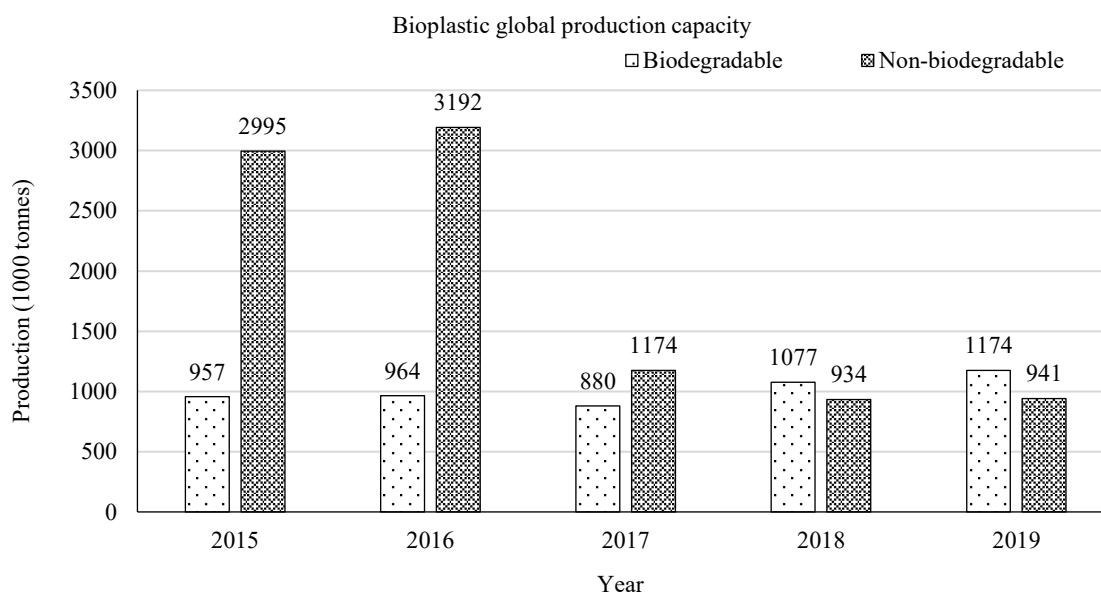 Bioplastic global production capacity
Biodegradable Non-biodegradable
Production (1000 tonnes)
3500
3000
2500
2000
1500
1000
500
0
957 2995
964 3192
880 1174
1077 934
1174 941
2015 2016 2017 2018 2019
Year